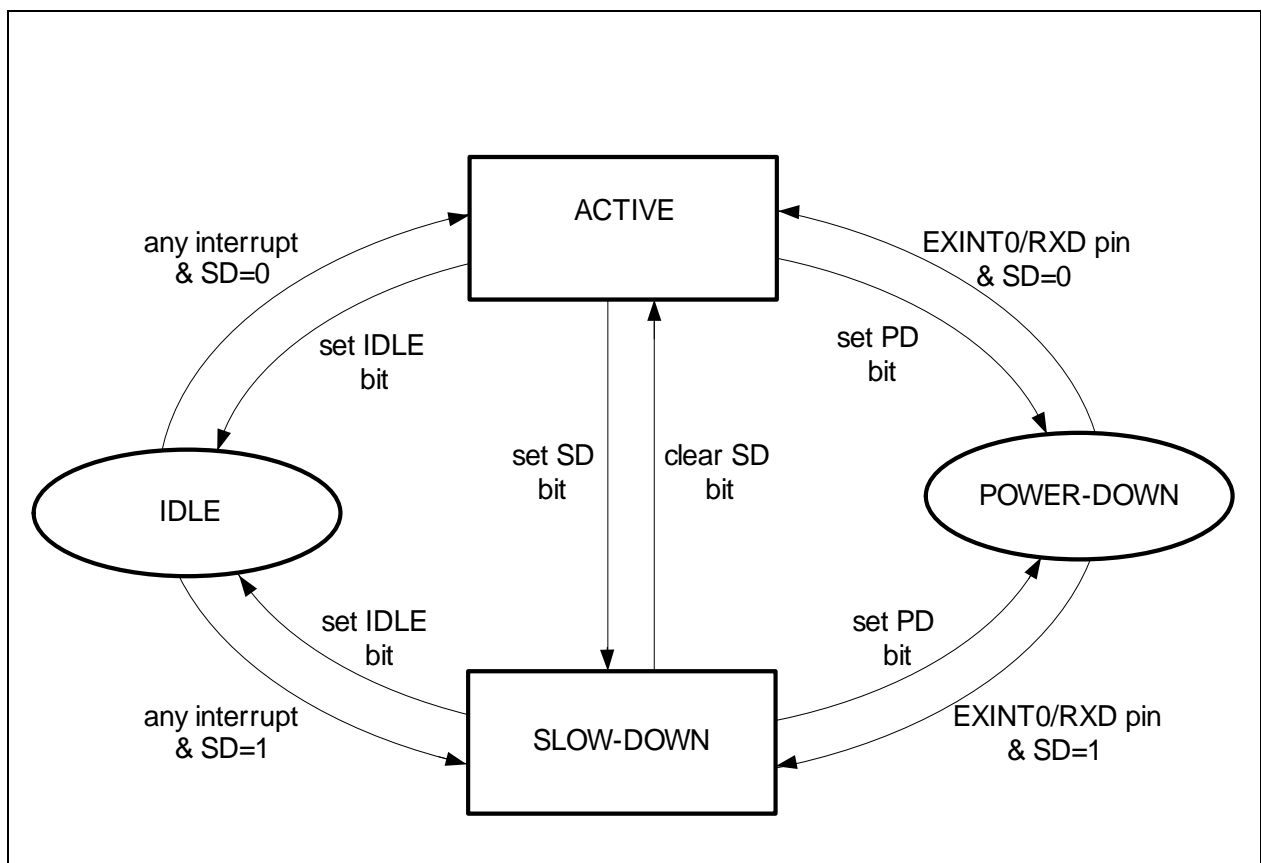 ACTIVE
any interrupt
& SD=0
EXINT0/RXD pin
& SD=0
set IDLE
bit
set PD
bit
set SD
bit
clear SD
bit
IDLE
POWER-DOWN
set IDLE
bit
set PD
bit
any interrupt
& SD=1
SLOW-DOWN
EXINT0/RXD pin
& SD=1